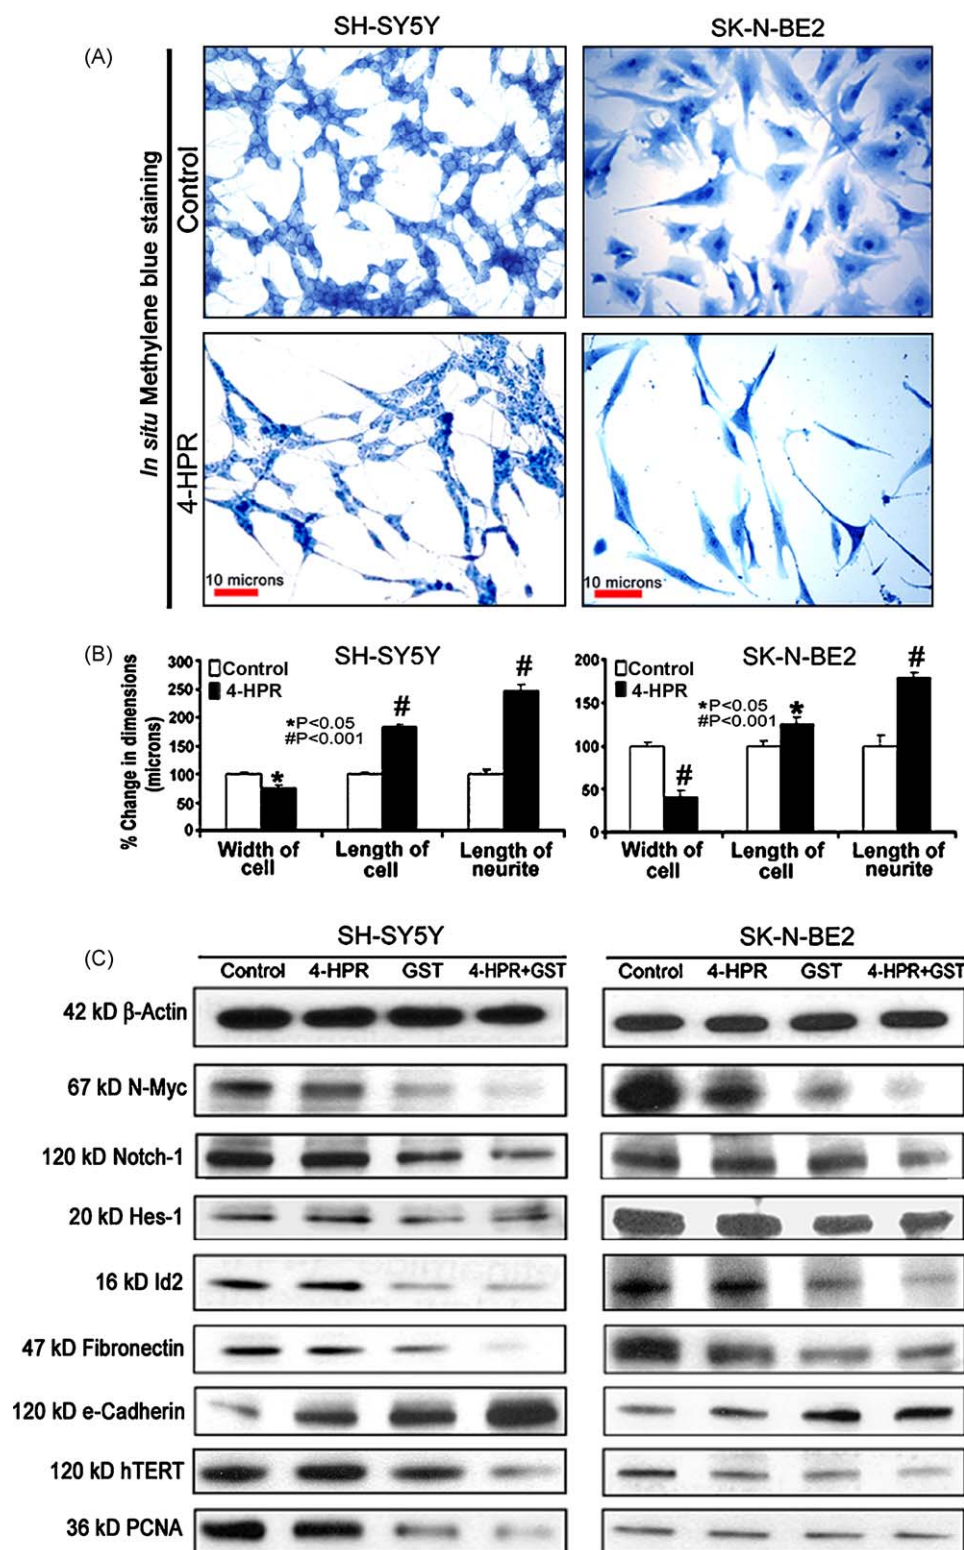 SH-SY5Y SK-N-BE2
(A)
In situ Methylene blue staining
Control
4-HPR
10 microns 10 microns
(B)
% Change in dimensions
(microns)
SH-SY5Y
300
250
200
150
100
50
0
Control
4-HPR
*P<0.05
#P<0.001
* # #
Width of
cell
Length of
cell
Length of
neurite
SK-N-BE2
200
150
100
50
0
Control
4-HPR
*P<0.05
#P<0.001
# * #
Width of
cell
Length of
cell
Length of
neurite
(C)
SH-SY5Y SK-N-BE2
Control 4-HPR GST 4-HPR+GST Control 4-HPR GST 4-HPR+GST
42 kD β-Actin
67 kD N-Myc
120 kD Notch-1
20 kD Hes-1
16 kD Id2
47 kD Fibronectin
120 kD e-Cadherin
120 kD hTERT
36 kD PCNA